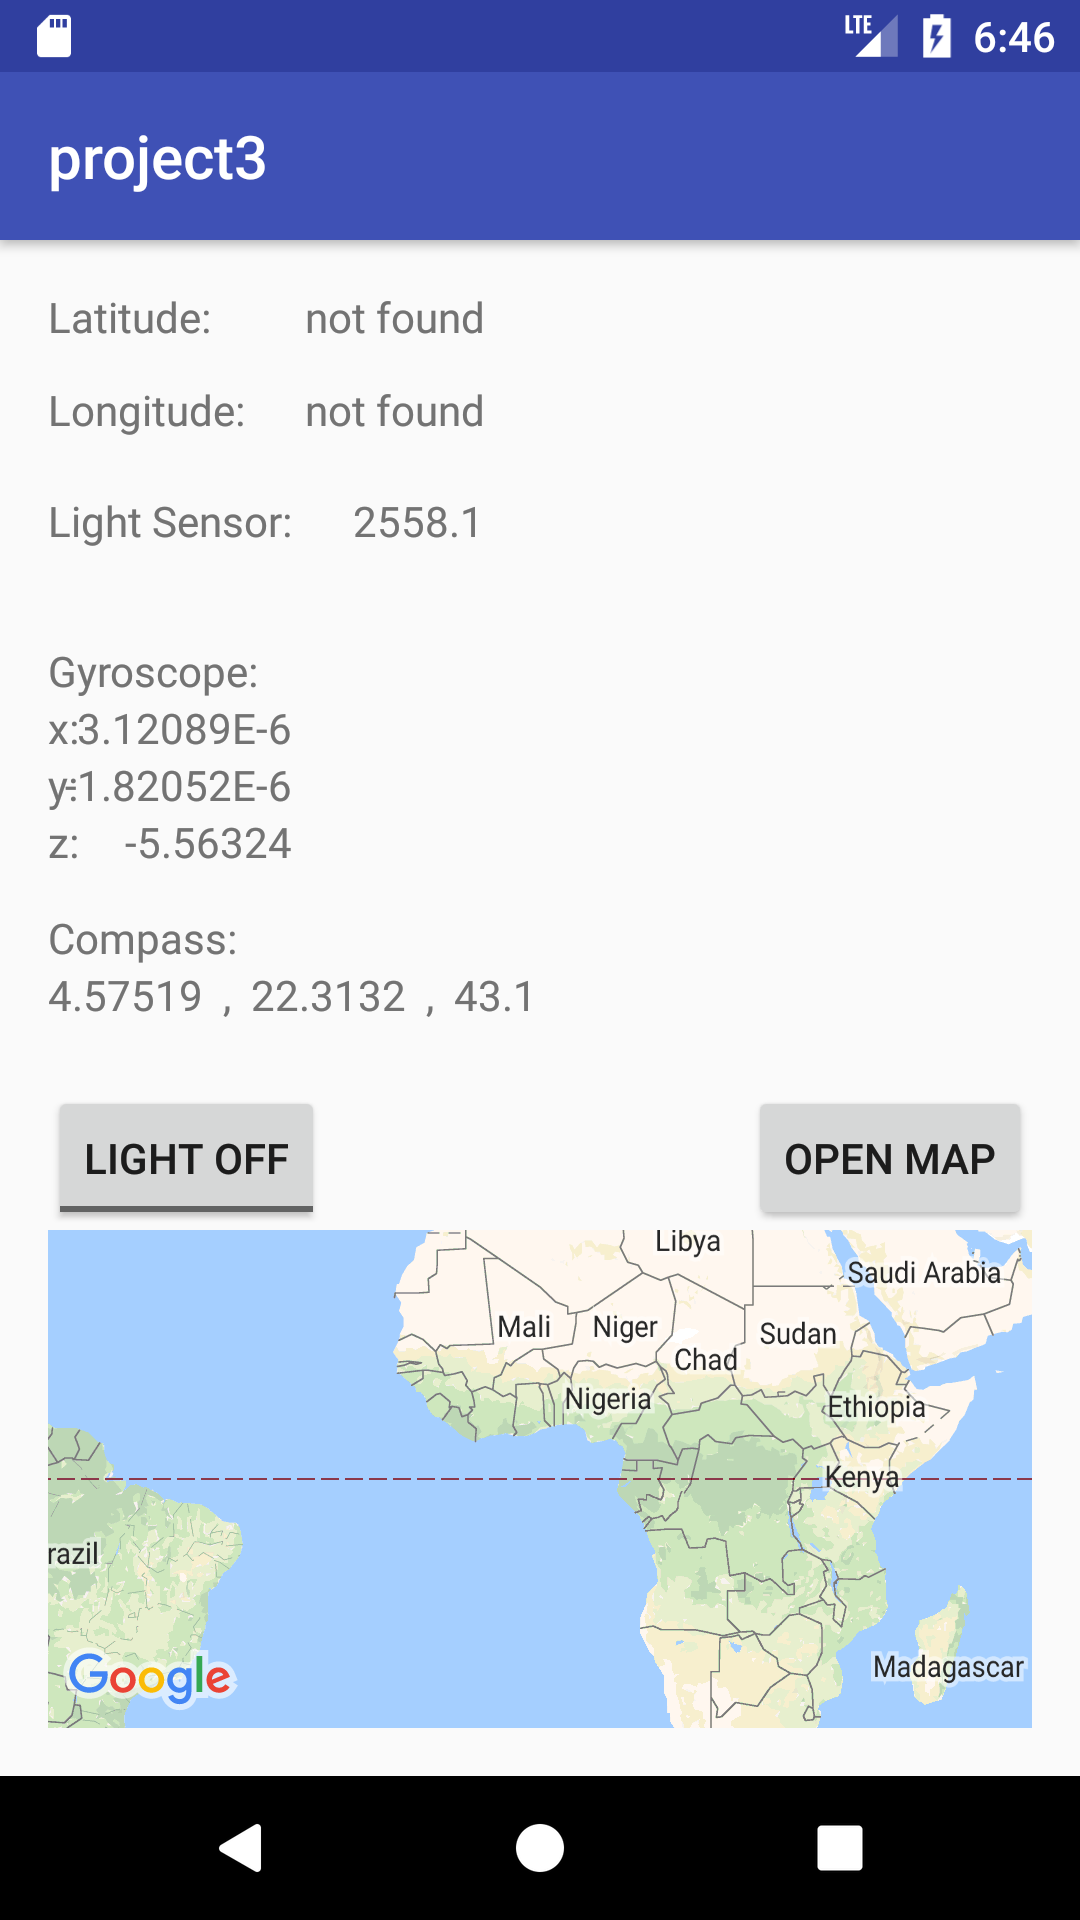 LTE 6:46
project3
Latitude: not found
Longitude: not found
Light Sensor: 2558.1
Gyroscope:
x:3.12089E-6
y:-1.82052E-6
z: -5.56324
Compass:
4.57519 , 22.3132 , 43.1
LIGHT OFF OPEN MAP
Libya
Saudi Arabia
Mali Niger Sudan
Chad
Nigeria Ethiopia
Kenya
razil
Madagascar
Google